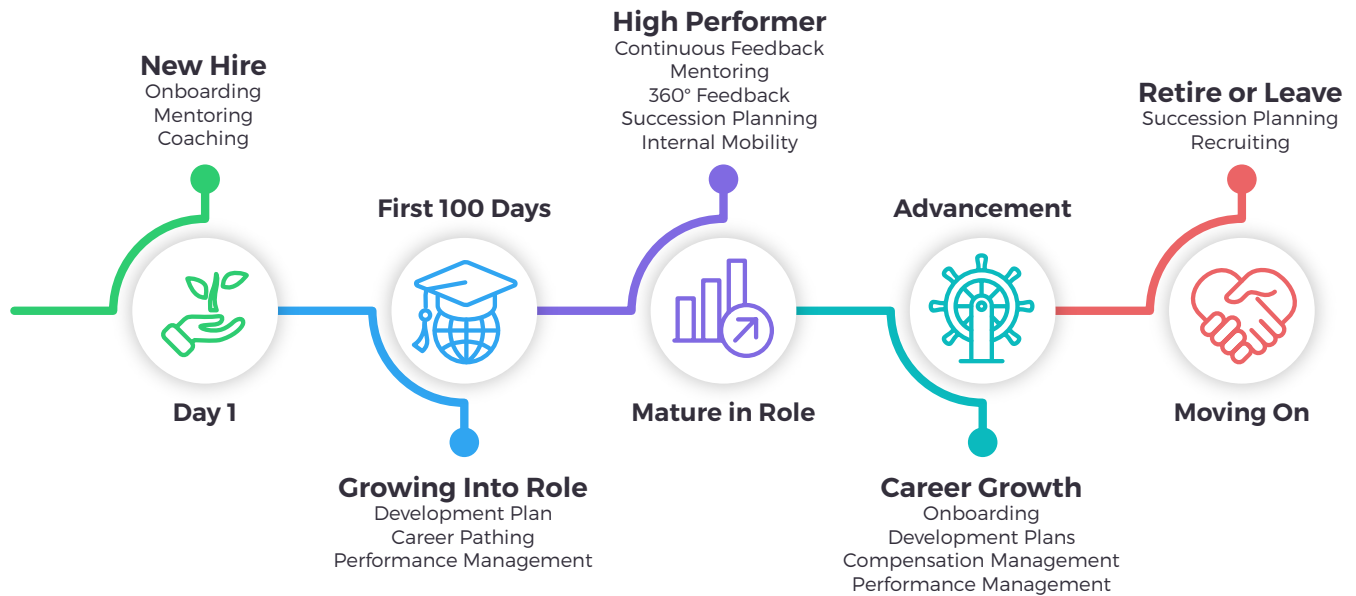 New Hire
Onboarding
Mentoring
Coaching
Day 1
First 100 Days
Growing Into Role
Development Plan
Career Pathing
Performance Management
High Performer
Continuous Feedback
Mentoring
360° Feedback
Succession Planning
Internal Mobility
Mature in Role
Advancement
Career Growth
Onboarding
Development Plans
Compensation Management
Performance Management
Retire or Leave
Succession Planning
Recruiting
Moving On